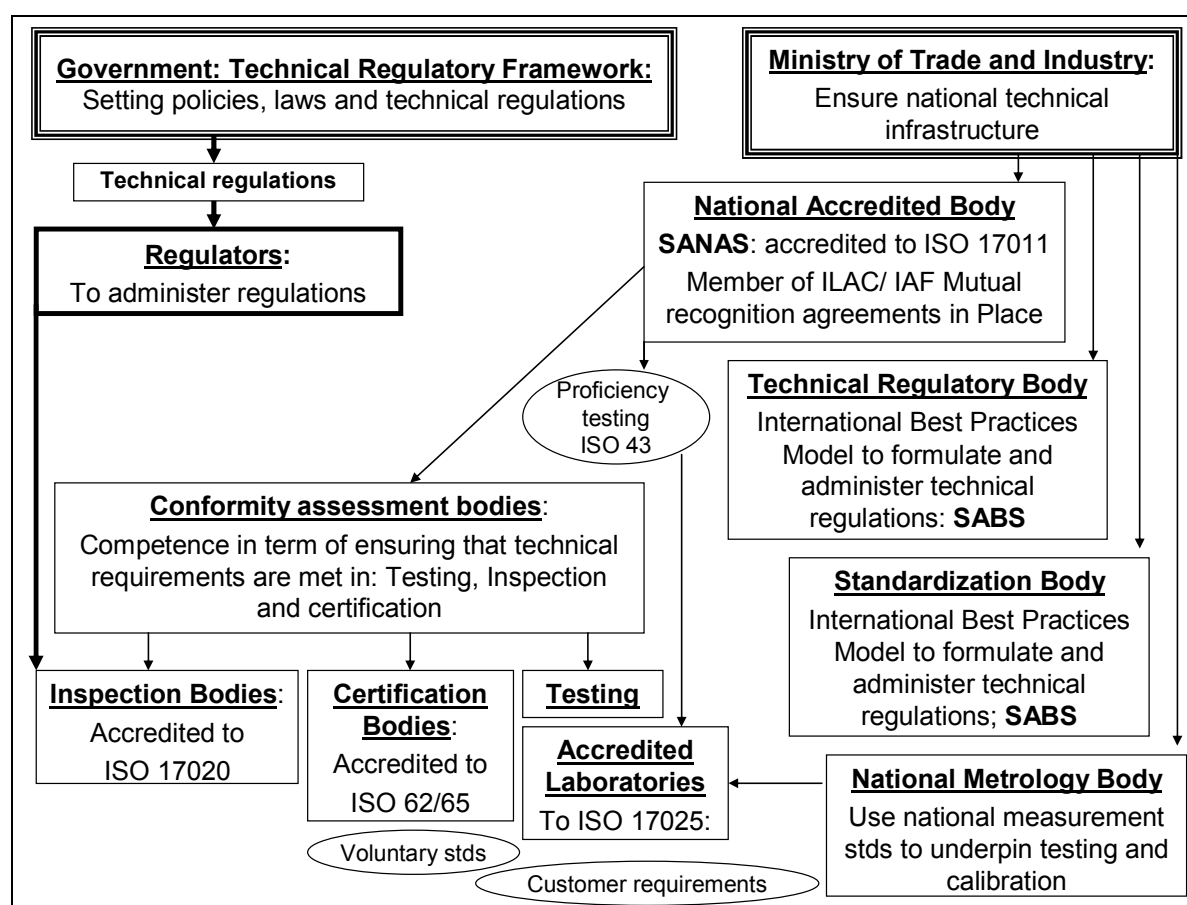 Government: Technical Regulatory Framework:
Setting policies, laws and technical regulations
Ministry of Trade and Industry:
Ensure national technical
infrastructure
Technical regulations
Regulators:
To administer regulations
National Accredited Body
SANAS: accredited to ISO 17011
Member of ILAC/ IAF Mutual
recognition agreements in Place
Proficiency
testing
ISO 43
Technical Regulatory Body
International Best Practices
Model to formulate and
administer technical
regulations: SABS
Conformity assessment bodies:
Competence in term of ensuring that technical
requirements are met in: Testing, Inspection
and certification
Standardization Body
International Best Practices
Model to formulate and
administer technical
regulations; SABS
Inspection Bodies:
Accredited to
ISO 17020
Certification
Bodies:
Accredited to
ISO 62/65
Testing
Accredited
Laboratories
To ISO 17025:
National Metrology Body
Use national measurement
stds to underpin testing and
calibration
Voluntary stds
Customer requirements